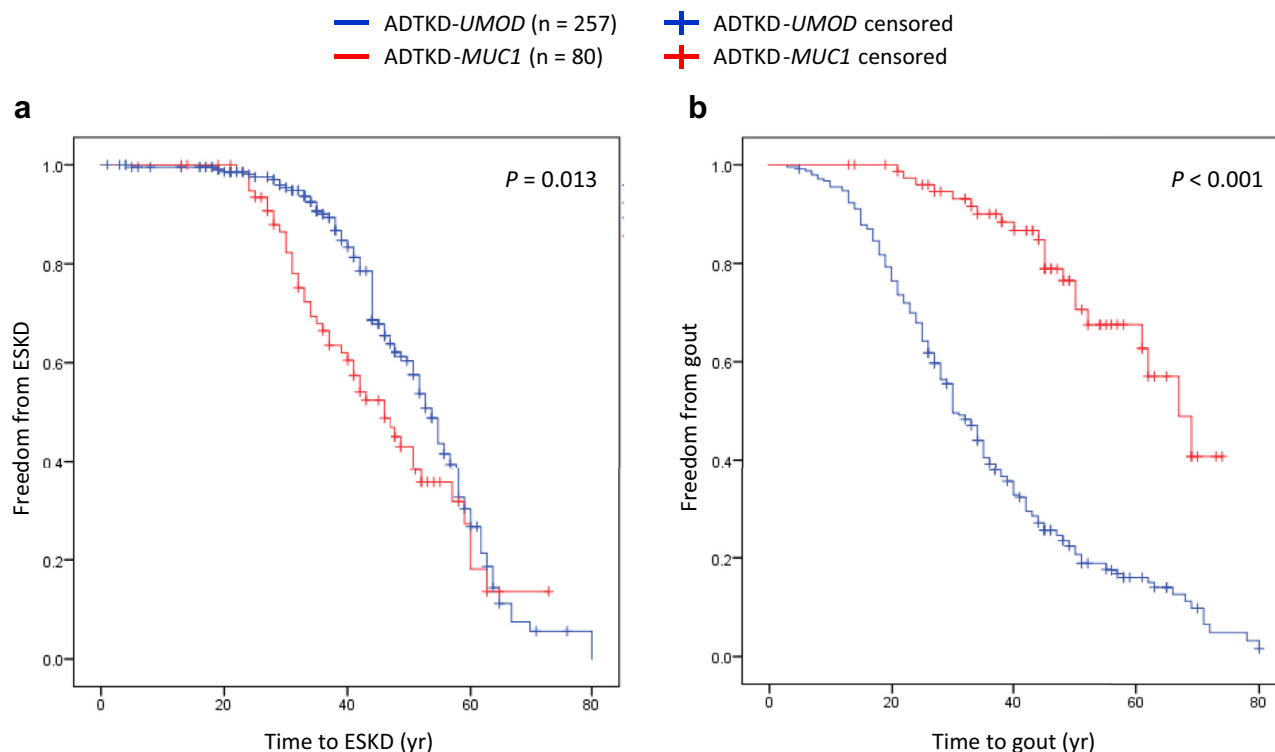 ADTKD-UMOD (n = 257) ADTKD-UMOD censored
ADTKD-MUC1 (n = 80) ADTKD-MUC1 censored
a b
P = 0.013 P < 0.001
Freedom from ESKD
1.0
0.8
0.6
0.4
0.2
0.0
0 20 40 60 80
Time to ESKD (yr)
Freedom from gout
1.0
0.8
0.6
0.4
0.2
0.0
0 20 40 60 80
Time to gout (yr)